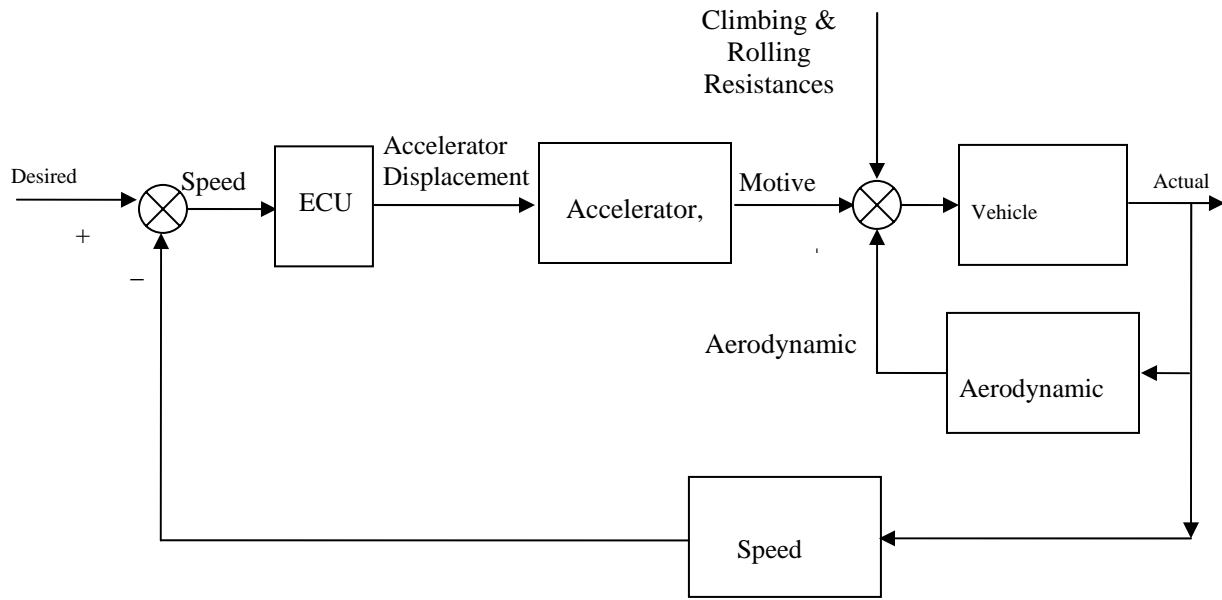 Climbing &
Rolling
Resistances
Desired
+
−
Speed
ECU
Accelerator
Displacement
Accelerator,
Motive
Vehicle
Actual
Aerodynamic
Aerodynamic
Speed